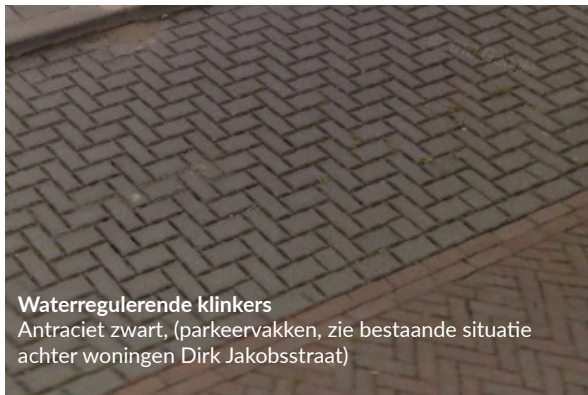 Waterregulerende klinkers
Antraciet zwart, (parkeervakken, zie bestaande situatie
achter woningen Dirk Jakobsstraat)